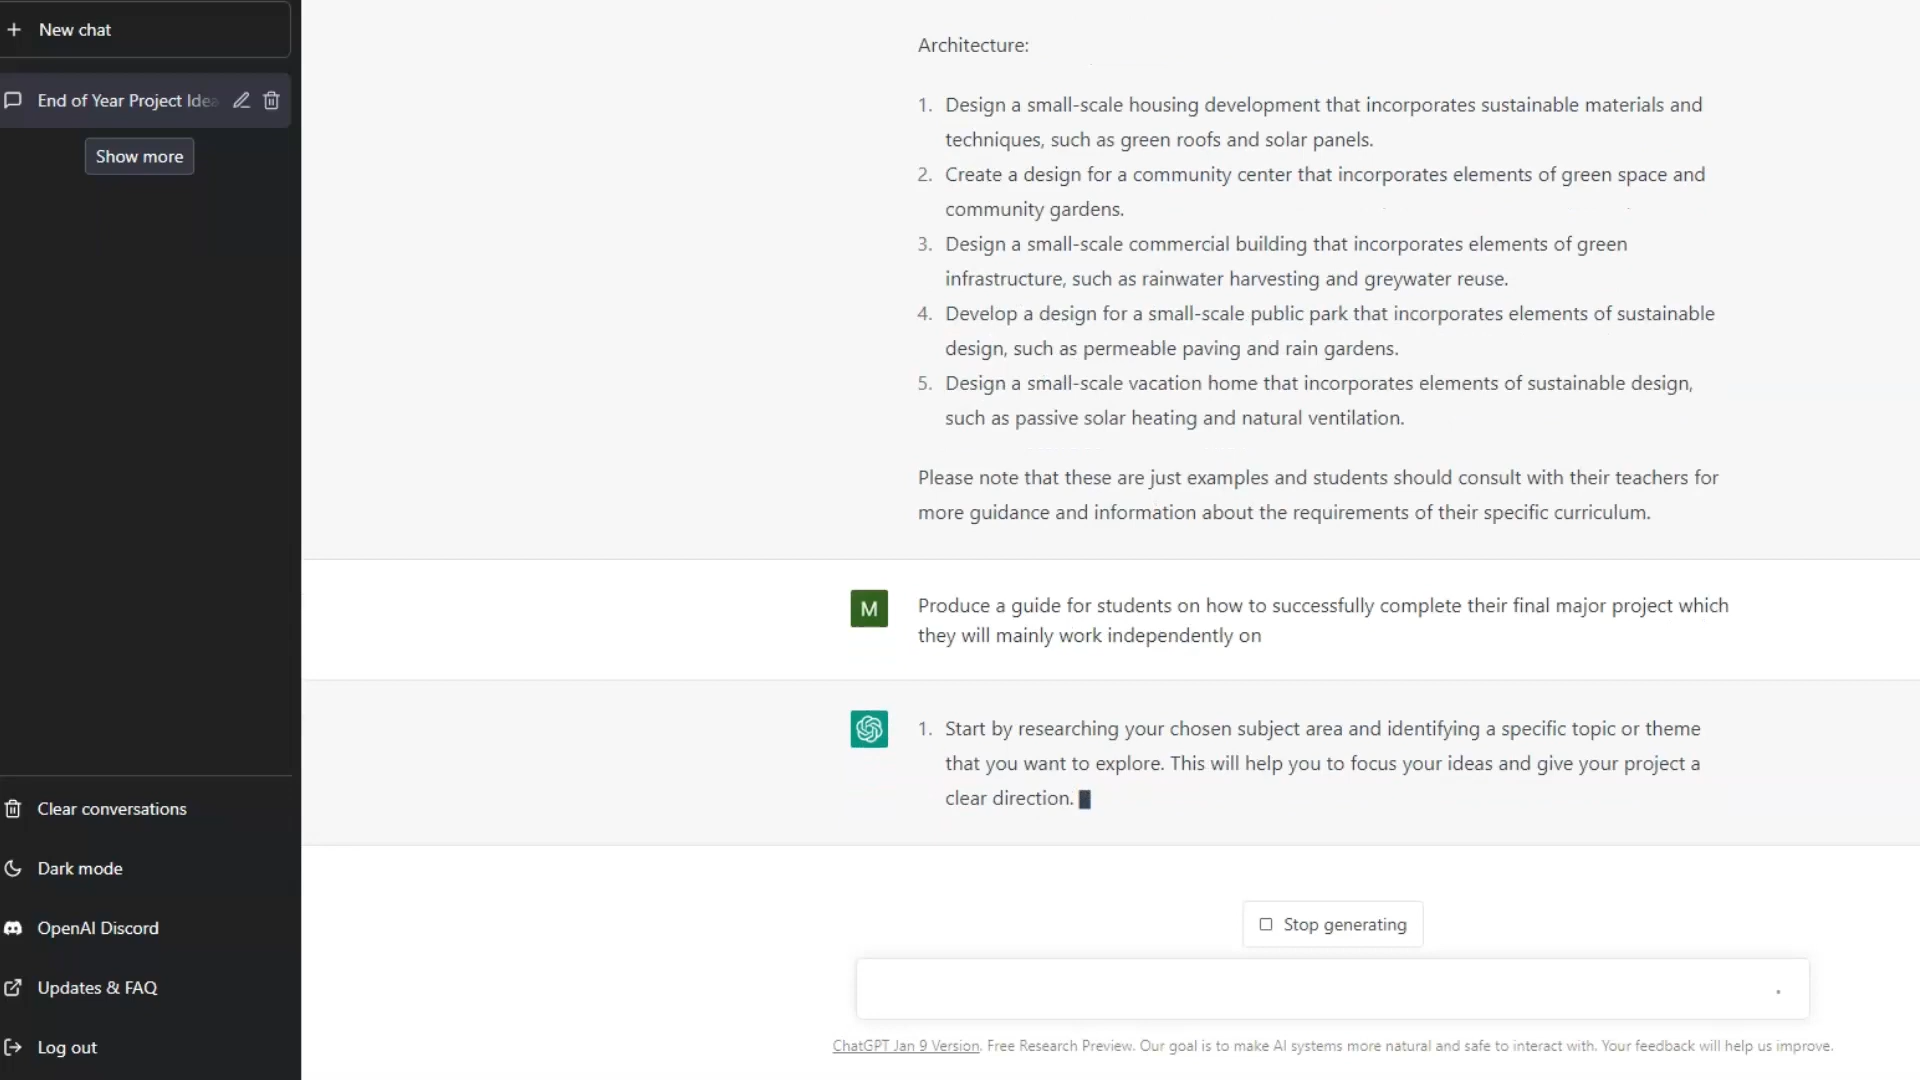 New chat
End of Year Project Idea
Show more
Clear conversations
Dark mode
OpenAI Discord
Updates & FAQ
Log out
Architecture:
1. Design a small-scale housing development that incorporates sustainable materials and
techniques, such as green roofs and solar panels.
2. Create a design for a community center that incorporates elements of green space and
community gardens.
3. Design a small-scale commercial building that incorporates elements of green
infrastructure, such as rainwater harvesting and greywater reuse.
4. Develop a design for a small-scale public park that incorporates elements of sustainable
design, such as permeable paving and rain gardens.
5. Design a small-scale vacation home that incorporates elements of sustainable design,
such as passive solar heating and natural ventilation.
Please note that these are just examples and students should consult with their teachers for
more guidance and information about the requirements of their specific curriculum.
M
Produce a guide for students on how to successfully complete their final major project which
they will mainly work independently on
1. Start by researching your chosen subject area and identifying a specific topic or theme
that you want to explore. This will help you to focus your ideas and give your project a
clear direction.
Stop generating
ChatGPT Jan 9 Version. Free Research Preview. Our goal is to make AI systems more natural and safe to interact with. Your feedback will help us improve.